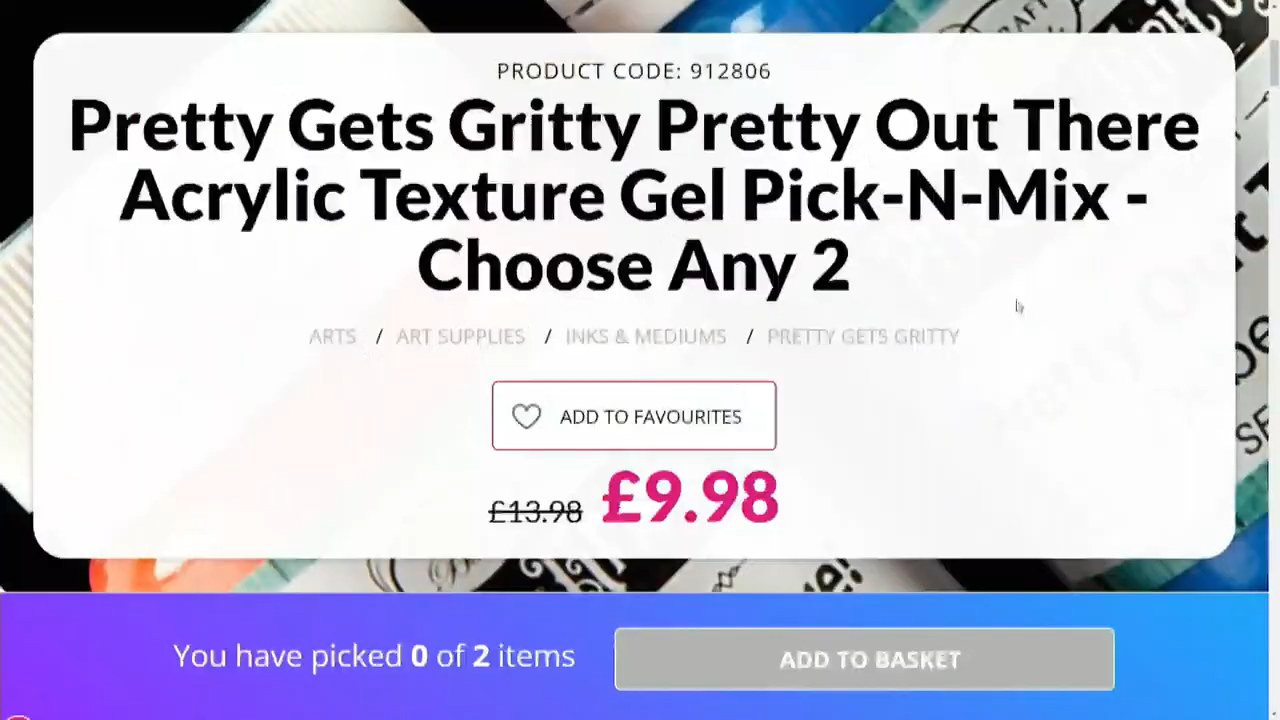 PRODUCT CODE: 912806
Pretty Gets Gritty Pretty Out There
Acrylic Texture Gel Pick-N-Mix -
Choose Any 2
ARTS / ART SUPPLIES / INKS & MEDIUMS / PRETTY GETS GRITTY
ADD TO FAVOURITES
£13.98 £9.98
You have picked 0 of 2 items
ADD TO BASKET